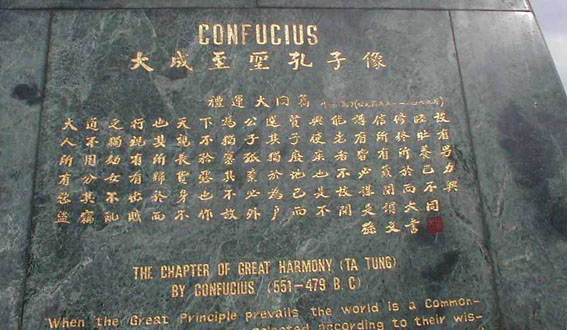 CONFUCIUS
大成至聖孔子像
禮運大同篇
大道之行也天下為公選賢與能講信修睦故
人不獨親其親不獨子其子使老有所終壯有
所用幼有所長矜寡孤獨廢疾者皆有所養男
有分女有歸貨惡其棄於地也不必藏於己力
惡其不出於身也不必為己是故謀閉而不興
盜竊亂賊而不作故外戶而不閉是謂大同
孫文書
THE CHAPTER OF GREAT HARMONY (TA TUNG)
BY CONFUCIUS (551-479 B.C)
"When the Great Principle prevails the world is a Common-
selected according to their wis-